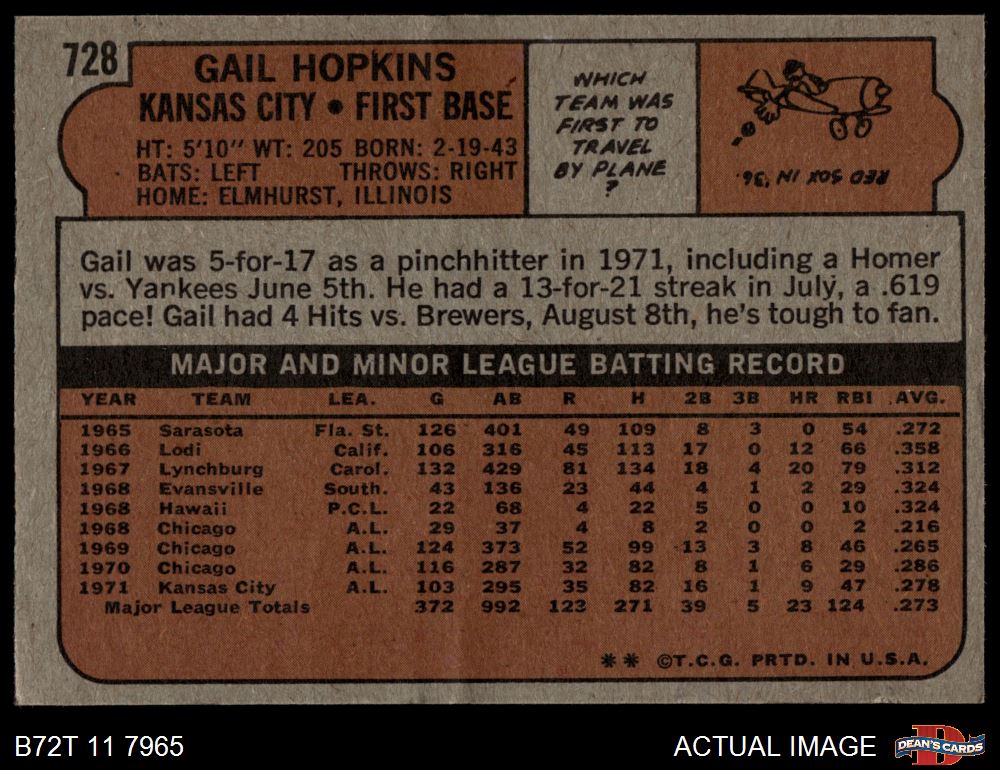 728
GAIL HOPKINS
KANSAS CITY • FIRST BASE
HT: 5'10" WT: 205 BORN: 2-19-43
BATS: LEFT THROWS: RIGHT
HOME: ELMHURST, ILLINOIS
WHICH
TEAM WAS
FIRST TO
TRAVEL
BY PLANE
?
RED SOX IN '36.
Gail was 5-for-17 as a pinchhitter in 1971, including a Homer
vs. Yankees June 5th. He had a 13-for-21 streak in July, a .619
pace! Gail had 4 Hits vs. Brewers, August 8th, he's tough to fan.
MAJOR AND MINOR LEAGUE BATTING RECORD
YEAR TEAM LEA. G AB R H 2B 3B HR RBI AVG.
1965 Sarasota Fla. St. 126 401 49 109 8 3 0 54 .272
1966 Lodi Calif. 106 316 45 113 17 0 12 66 .358
1967 Lynchburg Carol. 132 429 81 134 18 4 20 79 .312
1968 Evansville South. 43 136 23 44 4 1 2 29 .324
1968 Hawaii P.C.L. 22 68 4 22 5 0 0 10 .324
1968 Chicago A.L. 29 37 4 8 2 0 0 2 .216
1969 Chicago A.L. 124 373 52 99 13 3 8 46 .265
1970 Chicago A.L. 116 287 32 82 8 1 6 29 .286
1971 Kansas City A.L. 103 295 35 82 16 1 9 47 .278
Major League Totals 372 992 123 271 39 5 23 124 .273
** ©T.C.G. PRTD. IN U.S.A.
B72T 11 7965
ACTUAL IMAGE
DEAN'S CARDS